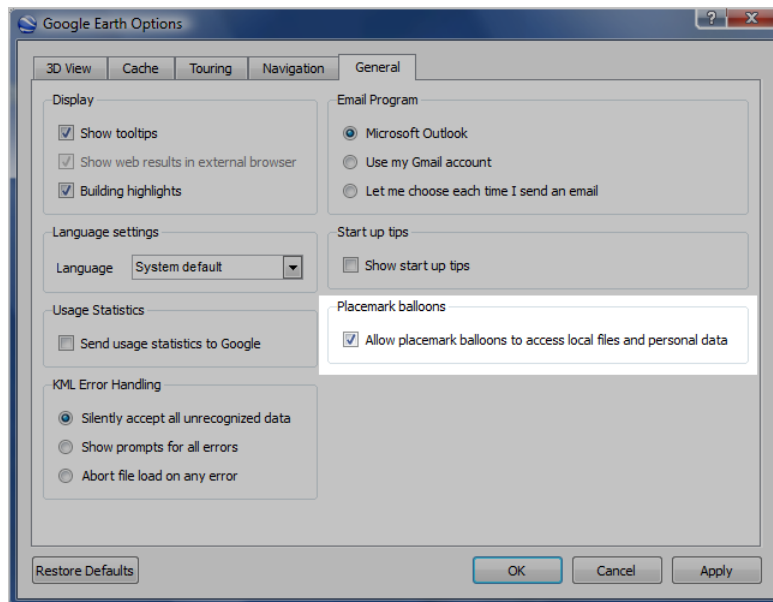 Google Earth Options
?
X
3D View
Cache
Touring
Navigation
General
Display
Show tooltips
Show web results in external browser
Building highlights
Language settings
Language
System default
Usage Statistics
Send usage statistics to Google
KML Error Handling
Silently accept all unrecognized data
Show prompts for all errors
Abort file load on any error
Email Program
Microsoft Outlook
Use my Gmail account
Let me choose each time I send an email
Start up tips
Show start up tips
Placemark balloons
Allow placemark balloons to access local files and personal data
Restore Defaults
OK
Cancel
Apply